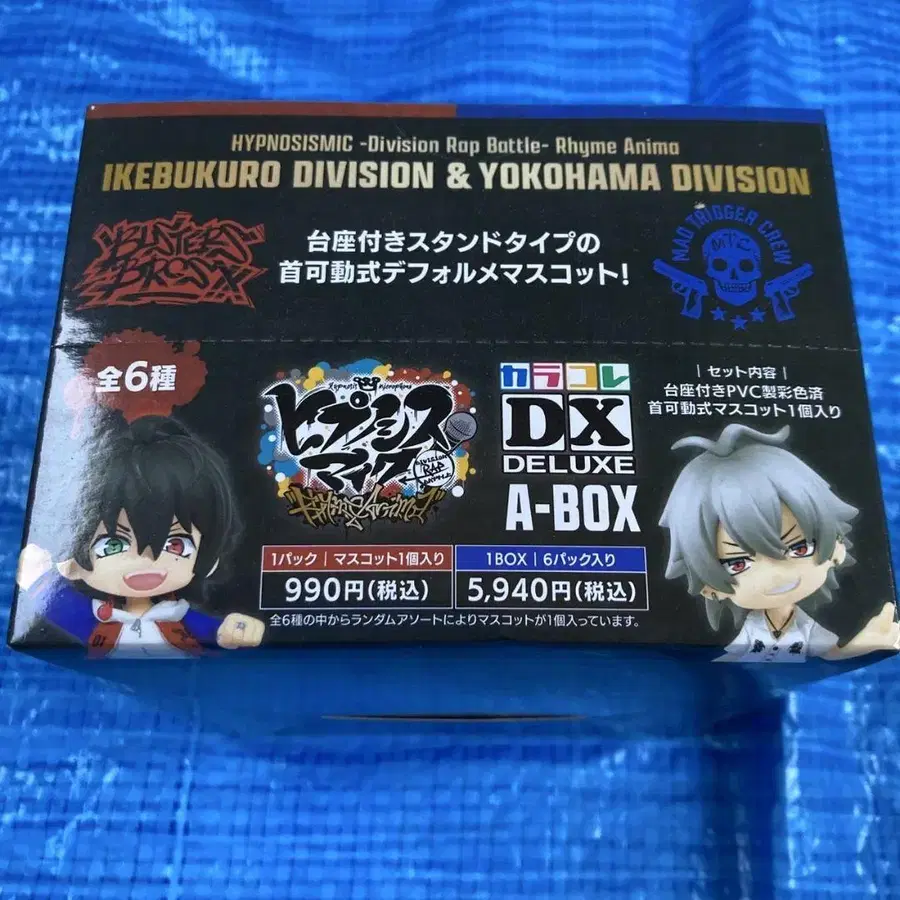 HYPNOSISMIC -Division Rap Battle- Rhyme Anima
IKEBUKURO DIVISION & YOKOHAMA DIVISION
BUSTERS BROS!!!
台座付きスタンドタイプの
首可動式デフォルメマスコット!
MAD TRIGGER CREW
MTC
全6種
Hypnosis Microphone
ヒプノシス
マイク
DIVISION
RAP
BATTLE
Rhyme Anima
カラコレ
DX
DELUXE
A-BOX
| セット内容 |
台座付きPVC製彩色済
首可動式マスコット1個入り
1パック | マスコット1個入り
990円(税込)
1BOX | 6パック入り
5,940円(税込)
全6種の中からランダムアソートによりマスコットが1個入っています。